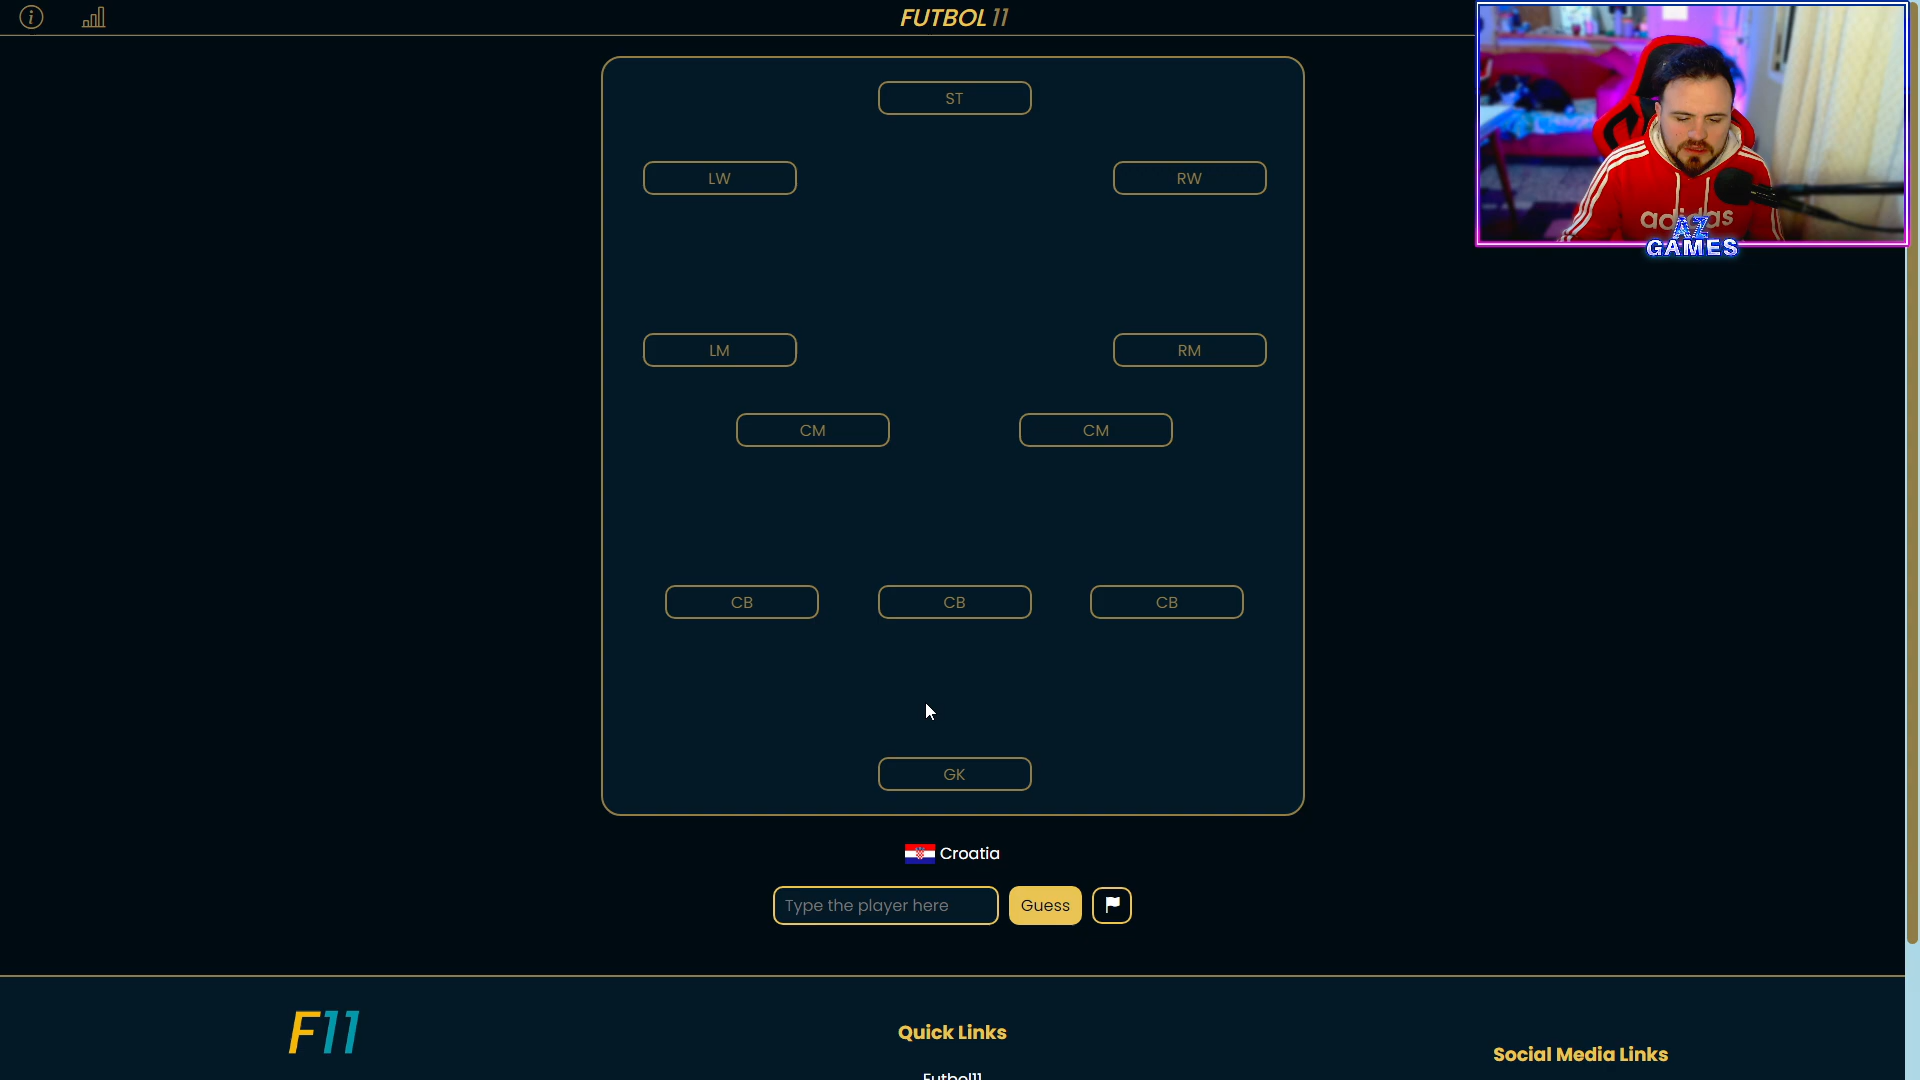 FUTBOL 11
ST
LW
RW
adidas
AZ
GAMES
LM
RM
CM
CM
CB
CB
CB
GK
Croatia
Type the player here
Guess
F11
Quick Links
Social Media Links
Futbol11